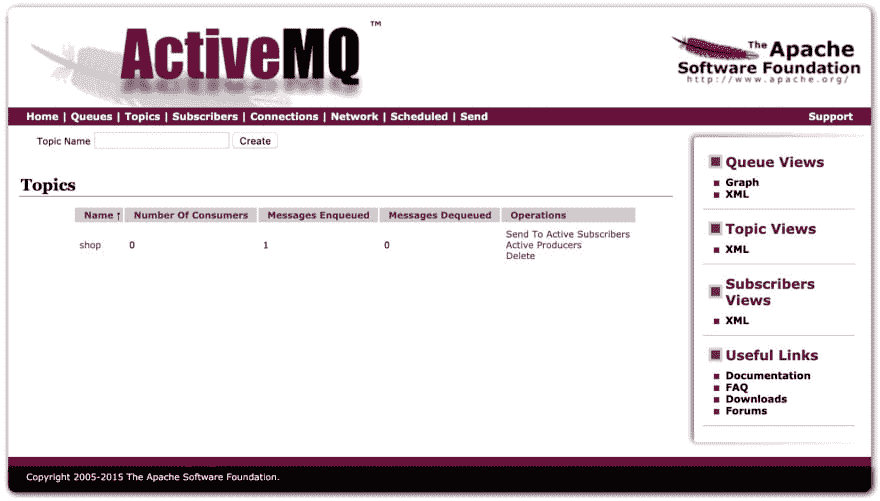 ActiveMQ ™
The Apache
Software Foundation
http://www.apache.org/
Home | Queues | Topics | Subscribers | Connections | Network | Scheduled | Send
Support
Topic Name Create
Topics
Name ↑ Number Of Consumers Messages Enqueued Messages Dequeued Operations
shop 0 1 0 Send To Active Subscribers
Active Producers
Delete
Queue Views
Graph
XML
Topic Views
XML
Subscribers
Views
XML
Useful Links
Documentation
FAQ
Downloads
Forums
Copyright 2005-2015 The Apache Software Foundation.